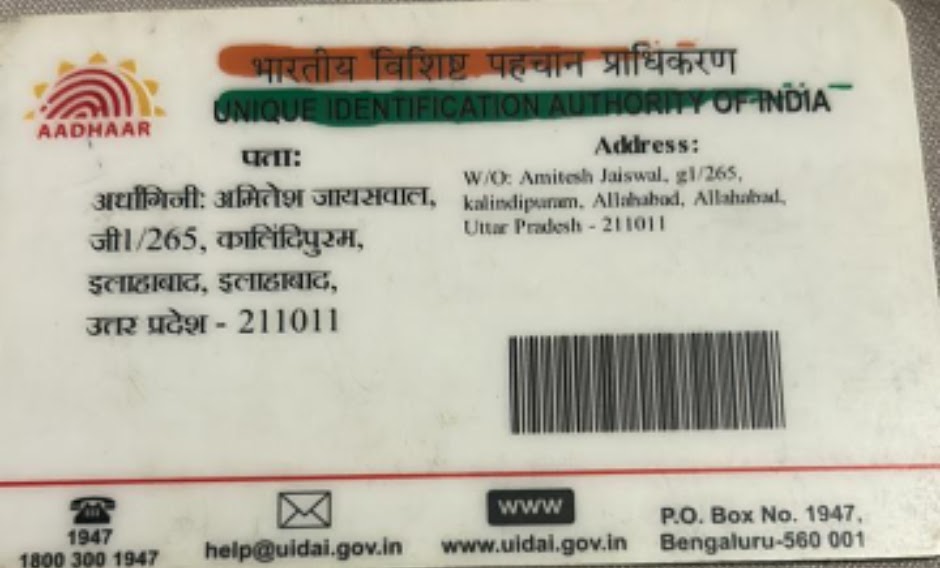 भारतीय विशिष्ट पहचान प्राधिकरण
UNIQUE IDENTIFICATION AUTHORITY OF INDIA
AADHAAR
पता:
अर्धांगिनी: अमितेश जायसवाल,
जी1/265, कालिंदिपुरम,
इलाहाबाद, इलाहाबाद,
उत्तर प्रदेश - 211011
Address:
W/O: Amitesh Jaiswal, g1/265,
kalindipuram, Allahabad, Allahabad,
Uttar Pradesh - 211011
1947
1800 300 1947
help@uidai.gov.in
www
www.uidai.gov.in
P.O. Box No. 1947,
Bengaluru-560 001